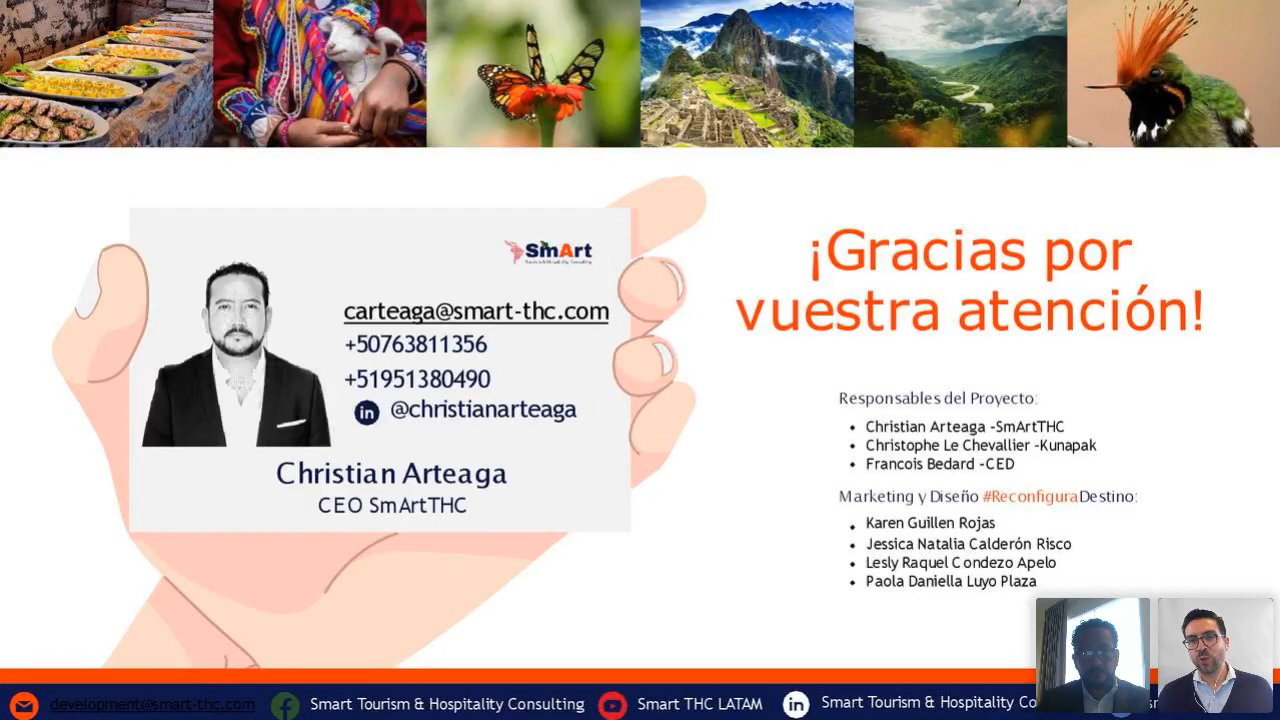 SmArt
carteaga@smart-thc.com
+50763811356
+51951380490
in @christianarteaga
Christian Arteaga
CEO SmArtTHC
¡Gracias por
vuestra atención!
Responsables del Proyecto:
• Christian Arteaga -SmArtTHC
• Christophe Le Chevallier -Kunapak
• Francois Bedard -CED
Marketing y Diseño #ReconfiguraDestino:
• Karen Guillen Rojas
• Jessica Natalia Calderón Risco
• Lesly Raquel Condezo Apelo
• Paola Daniella Luyo Plaza
development@smart-thc.com Smart Tourism & Hospitality Consulting Smart THC LATAM in Smart Tourism & Hospitality Co